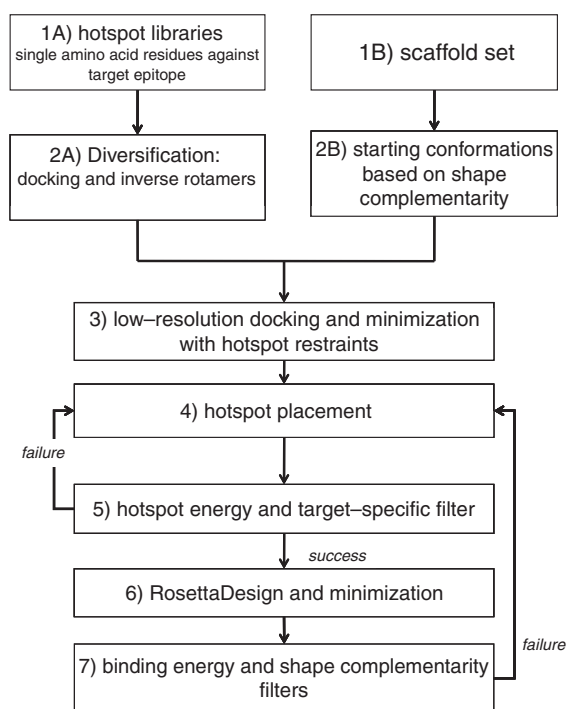 1A) hotspot libraries
single amino acid residues against
target epitope
1B) scaffold set
2A) Diversification:
docking and inverse rotamers
2B) starting conformations
based on shape
complementarity
3) low–resolution docking and minimization
with hotspot restraints
4) hotspot placement
failure
5) hotspot energy and target–specific filter
success
6) RosettaDesign and minimization
failure
7) binding energy and shape complementarity
filters